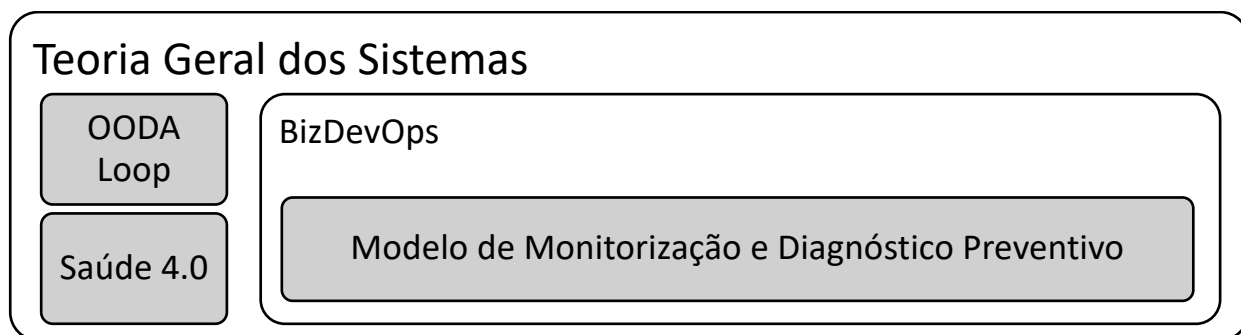 Teoria Geral dos Sistemas
OODA
Loop
Saúde 4.0
BizDevOps
Modelo de Monitorização e Diagnóstico Preventivo